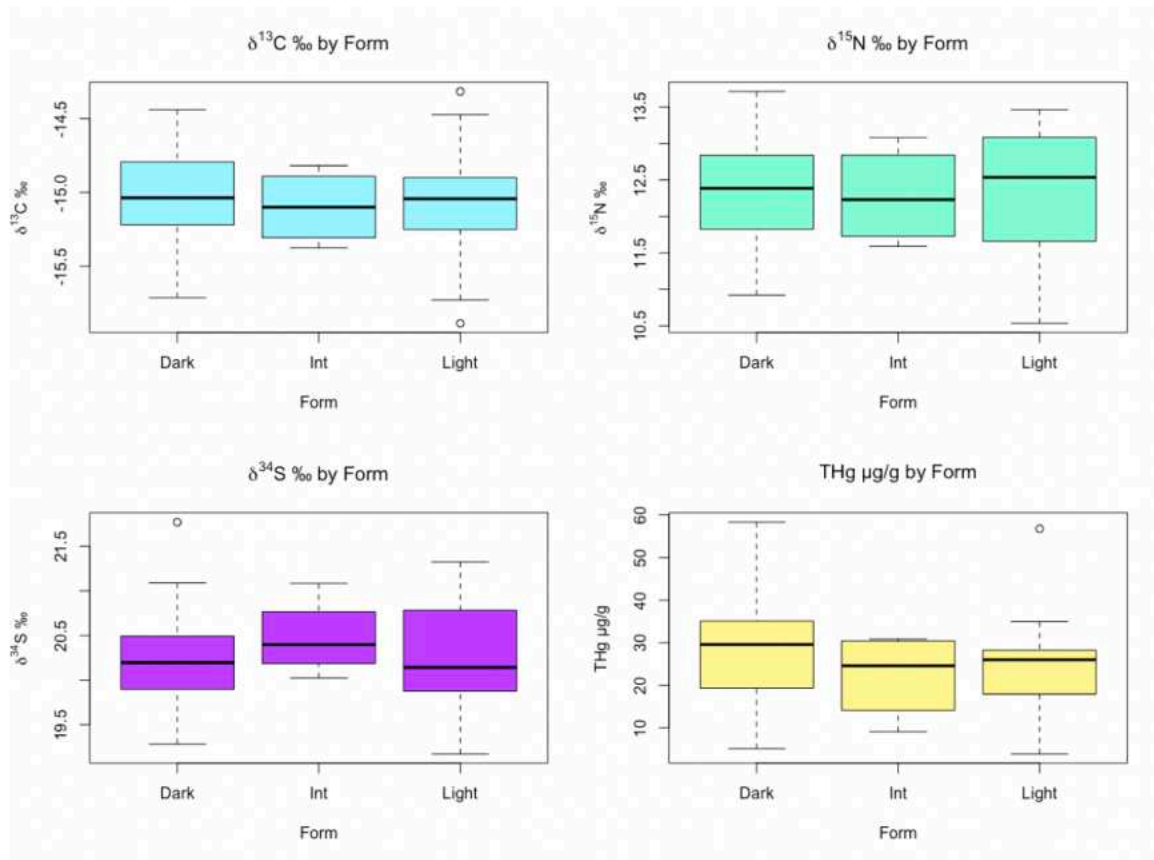 δ13C ‰ by Form
δ13C ‰
-14.5
-15.0
-15.5
Dark Int Light
Form
δ15N ‰ by Form
δ15N ‰
13.5
12.5
11.5
10.5
Dark Int Light
Form
δ34S ‰ by Form
δ34S ‰
21.5
20.5
19.5
Dark Int Light
Form
THg µg/g by Form
THg µg/g
60
50
40
30
20
10
Dark Int Light
Form